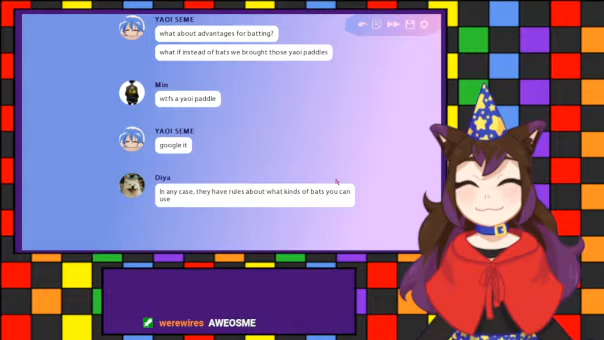 YAOI SEME
what about advantages for batting?
what if instead of bats we brought those yaoi paddles
Min
wtfs a yaoi paddle
YAOI SEME
google it
Diya
In any case, they have rules about what kinds of bats you can
use
werewires AWEOSME